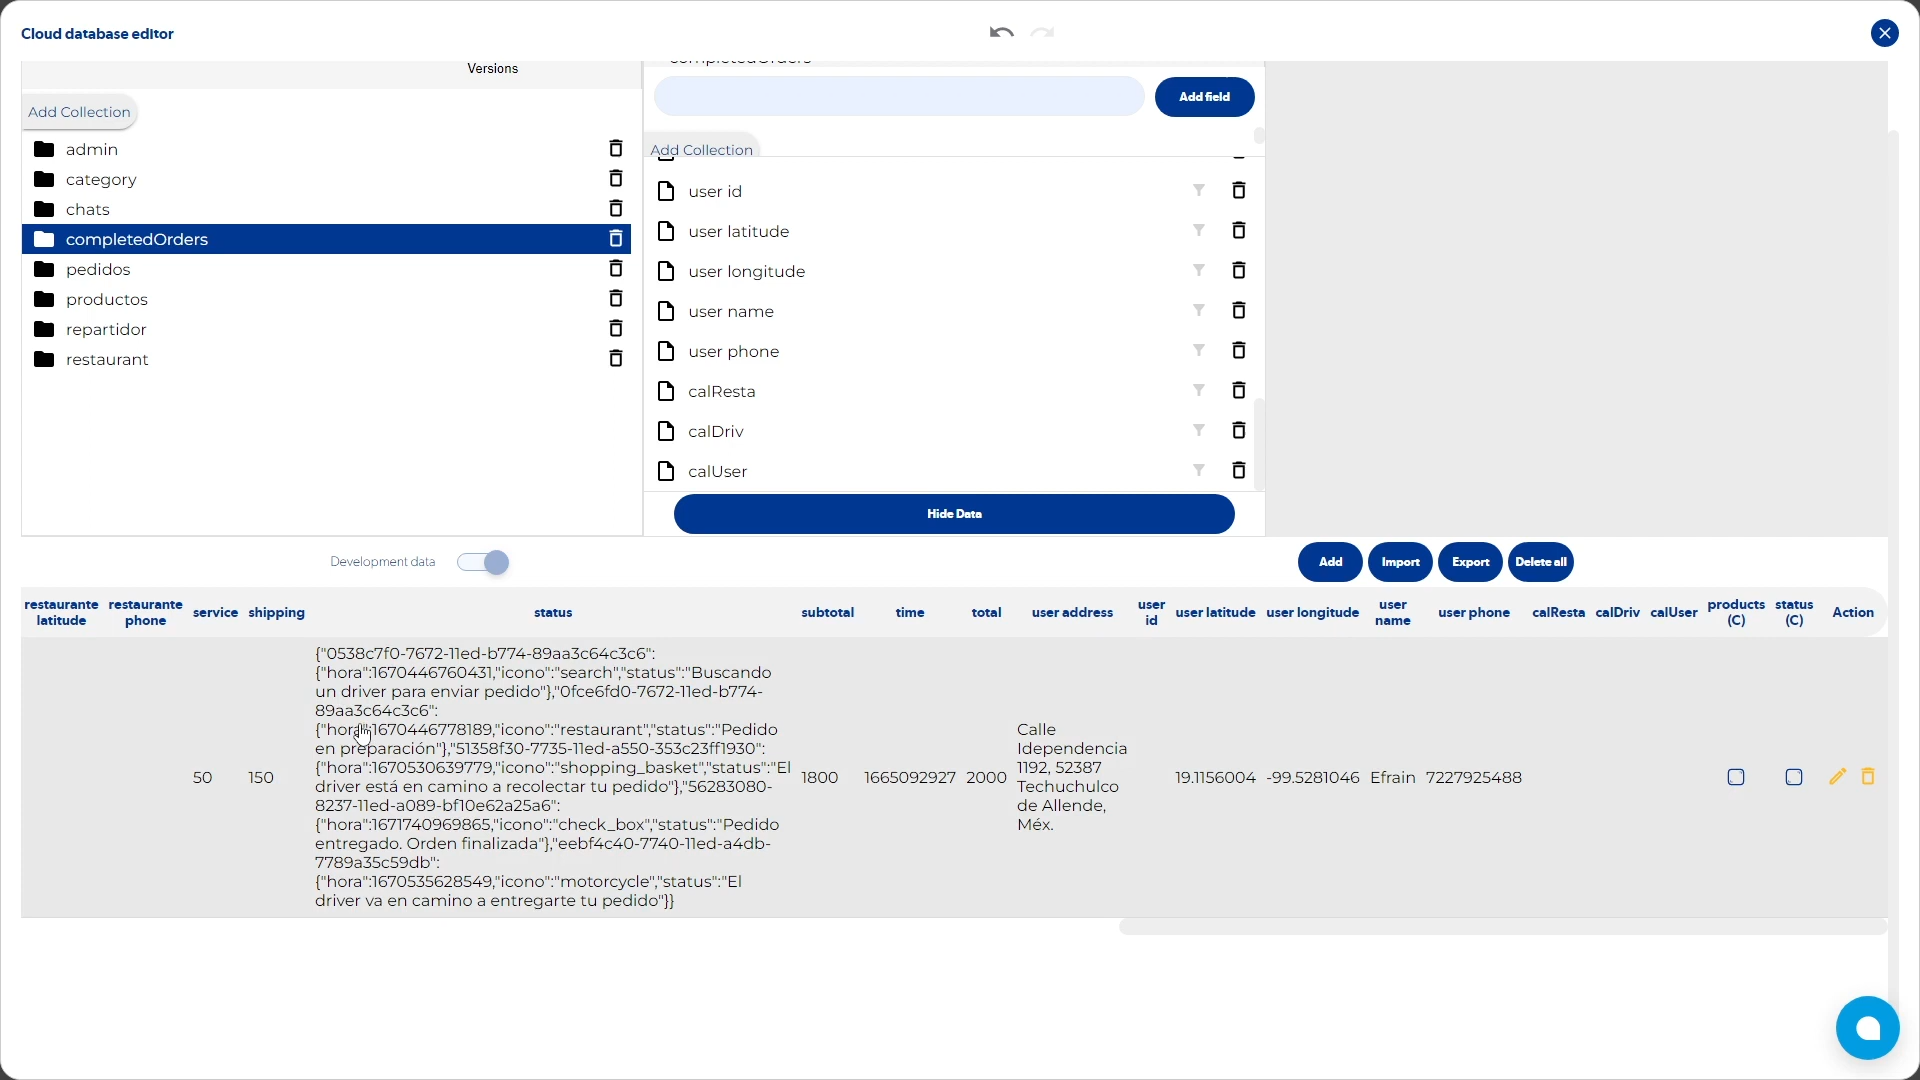 Cloud database editor
Versions
completedOrders
Add field
Add Collection
Add Collection
admin
category
chats
completedOrders
pedidos
productos
repartidor
restaurant
user id
user latitude
user longitude
user name
user phone
calResta
calDriv
calUser
Hide Data
Development data
Add
Import
Export
Delete all
restaurante latitude
restaurante phone
service
shipping
status
subtotal
time
total
user address
user id
user latitude
user longitude
user name
user phone
calResta
calDriv
calUser
products (C)
status (C)
Action
50
150
{"0538c7f0-7672-11ed-b774-89aa3c64c3c6":
{"hora":1670446760431,"icono":"search","status":"Buscando
un driver para enviar pedido"},"0fce6fd0-7672-11ed-b774-
89aa3c64c3c6":
{"hora":1670446778189,"icono":"restaurant","status":"Pedido
en preparación"},"51358f30-7735-11ed-a550-353c23ff1930":
{"hora":1670530639779,"icono":"shopping_basket","status":"El
driver está en camino a recolectar tu pedido"},"56283080-
8237-11ed-a089-bf10e62a25a6":
{"hora":1671740969865,"icono":"check_box","status":"Pedido
entregado. Orden finalizada"},"eebf4c40-7740-11ed-a4db-
7789a35c59db":
{"hora":1670535628549,"icono":"motorcycle","status":"El
driver va en camino a entregarte tu pedido"}}
1800
1665092927
2000
Calle
Idependencia
1192, 52387
Techuchulco
de Allende,
Méx.
19.1156004
-99.5281046
Efrain
7227925488